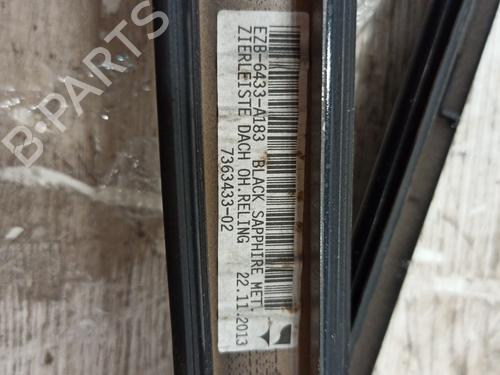 EZB-6433-A183 BLACK SAPPHIRE MET.
ZIERLEISTE DACH OH.RELING 22.11.2013
7363433-02
B-PARTS